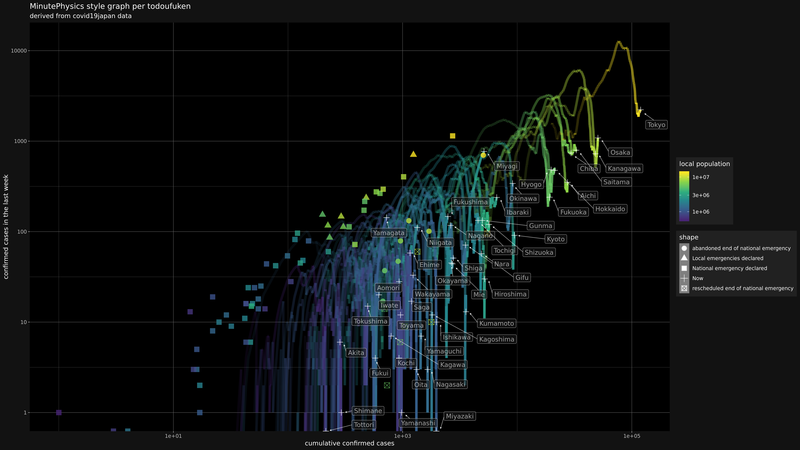 MinutePhysics style graph per todoufuken
derived from covid19japan data
confirmed cases in the last week
10000
1000
100
10
1
1e+01
1e+03
1e+05
cumulative confirmed cases
Tokyo
Osaka
Miyagi
Chiba
Kanagawa
Saitama
Hyogo
Aichi
Okinawa
Fukushima
Hokkaido
Ibaraki
Fukuoka
Gunma
Yamagata
Nagano
Kyoto
Niigata
Tochigi
Shizuoka
Ehime
Shiga
Nara
Gifu
Okayama
Aomori
Wakayama
Mie
Hiroshima
Iwate
Saga
Tokushima
Toyama
Kumamoto
Ishikawa
Kagoshima
Akita
Yamaguchi
Kochi
Kagawa
Fukui
Oita
Nagasaki
Shimane
Miyazaki
Yamanashi
Tottori
local population
1e+07
3e+06
1e+06
shape
abandoned end of national emergency
Local emergencies declared
National emergency declared
Now
rescheduled end of national emergency